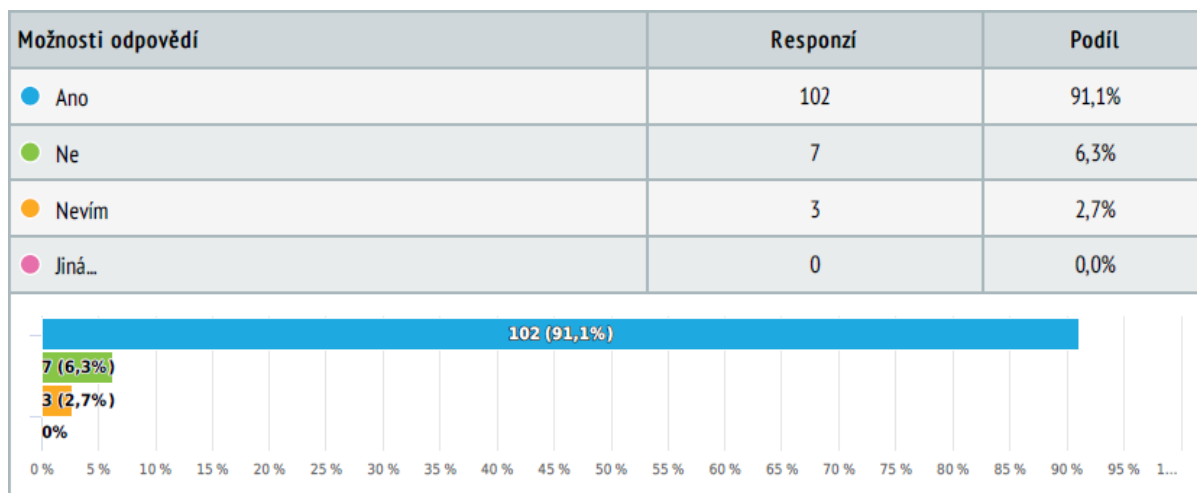 Možnosti odpovědí Responzí Podíl
Ano 102 91,1%
Ne 7 6,3%
Nevím 3 2,7%
Jiná... 0 0,0%
102 (91,1%)
7 (6,3%)
3 (2,7%)
0%
0 % 5 % 10 % 15 % 20 % 25 % 30 % 35 % 40 % 45 % 50 % 55 % 60 % 65 % 70 % 75 % 80 % 85 % 90 % 95 % 1...